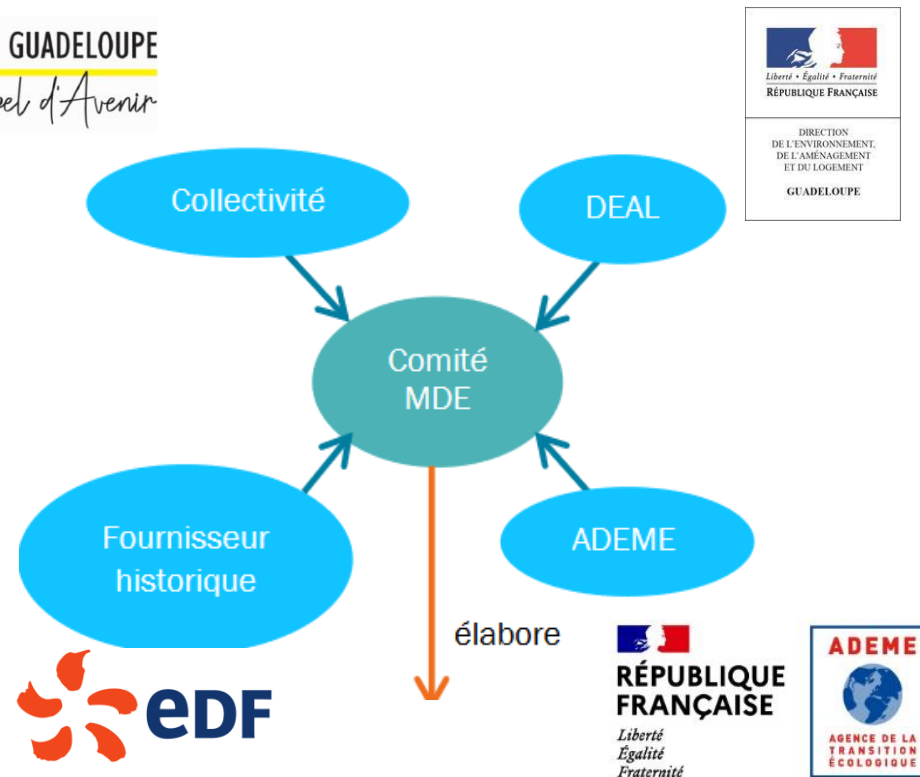 GUADELOUPE
d'Avenir
Liberté • Égalité • Fraternité
RÉPUBLIQUE FRANÇAISE
DIRECTION
DE L'ENVIRONNEMENT,
DE L'AMÉNAGEMENT
ET DU LOGEMENT
GUADELOUPE
Collectivité
DEAL
Comité
MDE
Fournisseur
historique
ADEME
élabore
eDF
RÉPUBLIQUE
FRANÇAISE
Liberté
Égalité
Fraternité
ADEME
AGENCE DE LA
TRANSITION
ÉCOLOGIQUE